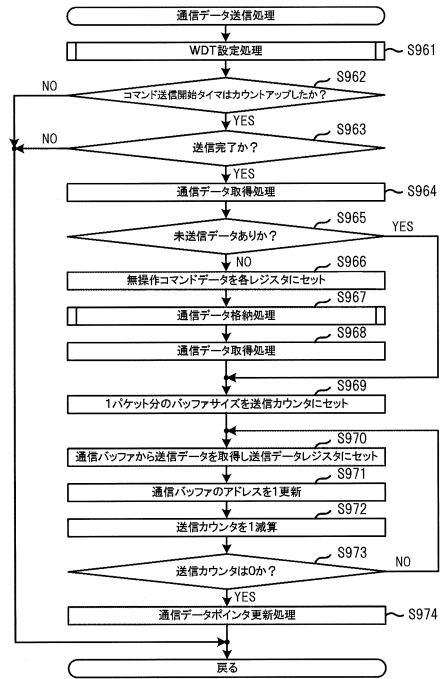 通信データ送信処理
WDT設定処理
S961
S962
NO
コマンド送信開始タイマはカウントアップしたか？
YES
S963
NO
送信完了か？
YES
通信データ取得処理
S964
S965
未送信データありか？
YES
NO
S966
無操作コマンドデータを各レジスタにセット
S967
通信データ格納処理
S968
通信データ取得処理
S969
1パケット分のバッファサイズを送信カウンタにセット
S970
通信バッファから送信データを取得し送信データレジスタにセット
S971
通信バッファのアドレスを1更新
S972
送信カウンタを1減算
S973
送信カウンタは0か？
NO
YES
通信データポインタ更新処理
S974
戻る